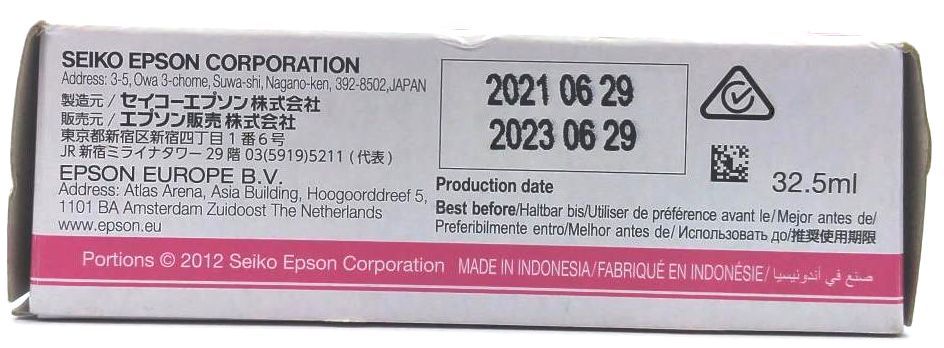 SEIKO EPSON CORPORATION
Address: 3-5, Owa 3-chome, Suwa-shi, Nagano-ken, 392-8502, JAPAN
製造元 / セイコーエプソン株式会社
販売元 / エプソン販売 株式会社
東京都新宿区新宿四丁目1番6号
JR 新宿ミライナタワー 29 階 03(5919)5211 (代表)
EPSON EUROPE B.V.
Address: Atlas Arena, Asia Building, Hoogoorddreef 5,
1101 BA Amsterdam Zuidoost The Netherlands
www.epson.eu
2021 06 29
2023 06 29
32.5ml
Production date
Best before/Haltbar bis/Utiliser de préférence avant le/Mejor antes de/
Preferibilmente entro/Melhor antes de/ Использовать до/推奨使用期限
Portions © 2012 Seiko Epson Corporation MADE IN INDONESIA/FABRIQUÉ EN INDONÉSIE/ صنع في أندونيسيا